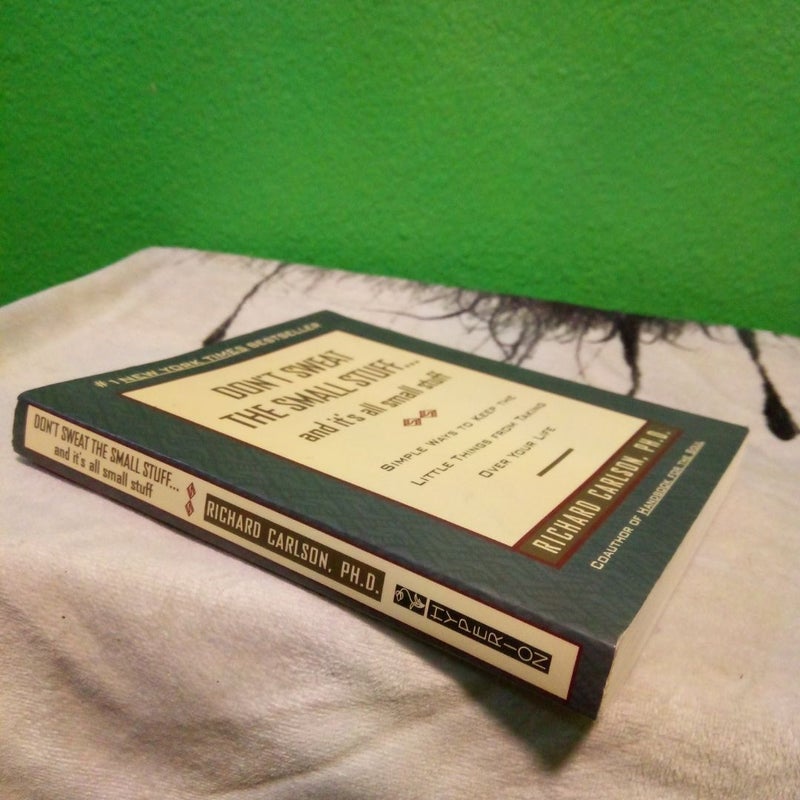 #1 NEW YORK TIMES BESTSELLER
DON'T SWEAT
THE SMALL STUFF...
and it's all small stuff
SIMPLE WAYS TO KEEP THE
LITTLE THINGS FROM TAKING
OVER YOUR LIFE
RICHARD CARLSON, PH.D.
COAUTHOR OF HANDBOOK FOR THE SOUL
DON'T SWEAT THE SMALL STUFF...
and it's all small stuff
RICHARD CARLSON, PH.D.
HYPERION